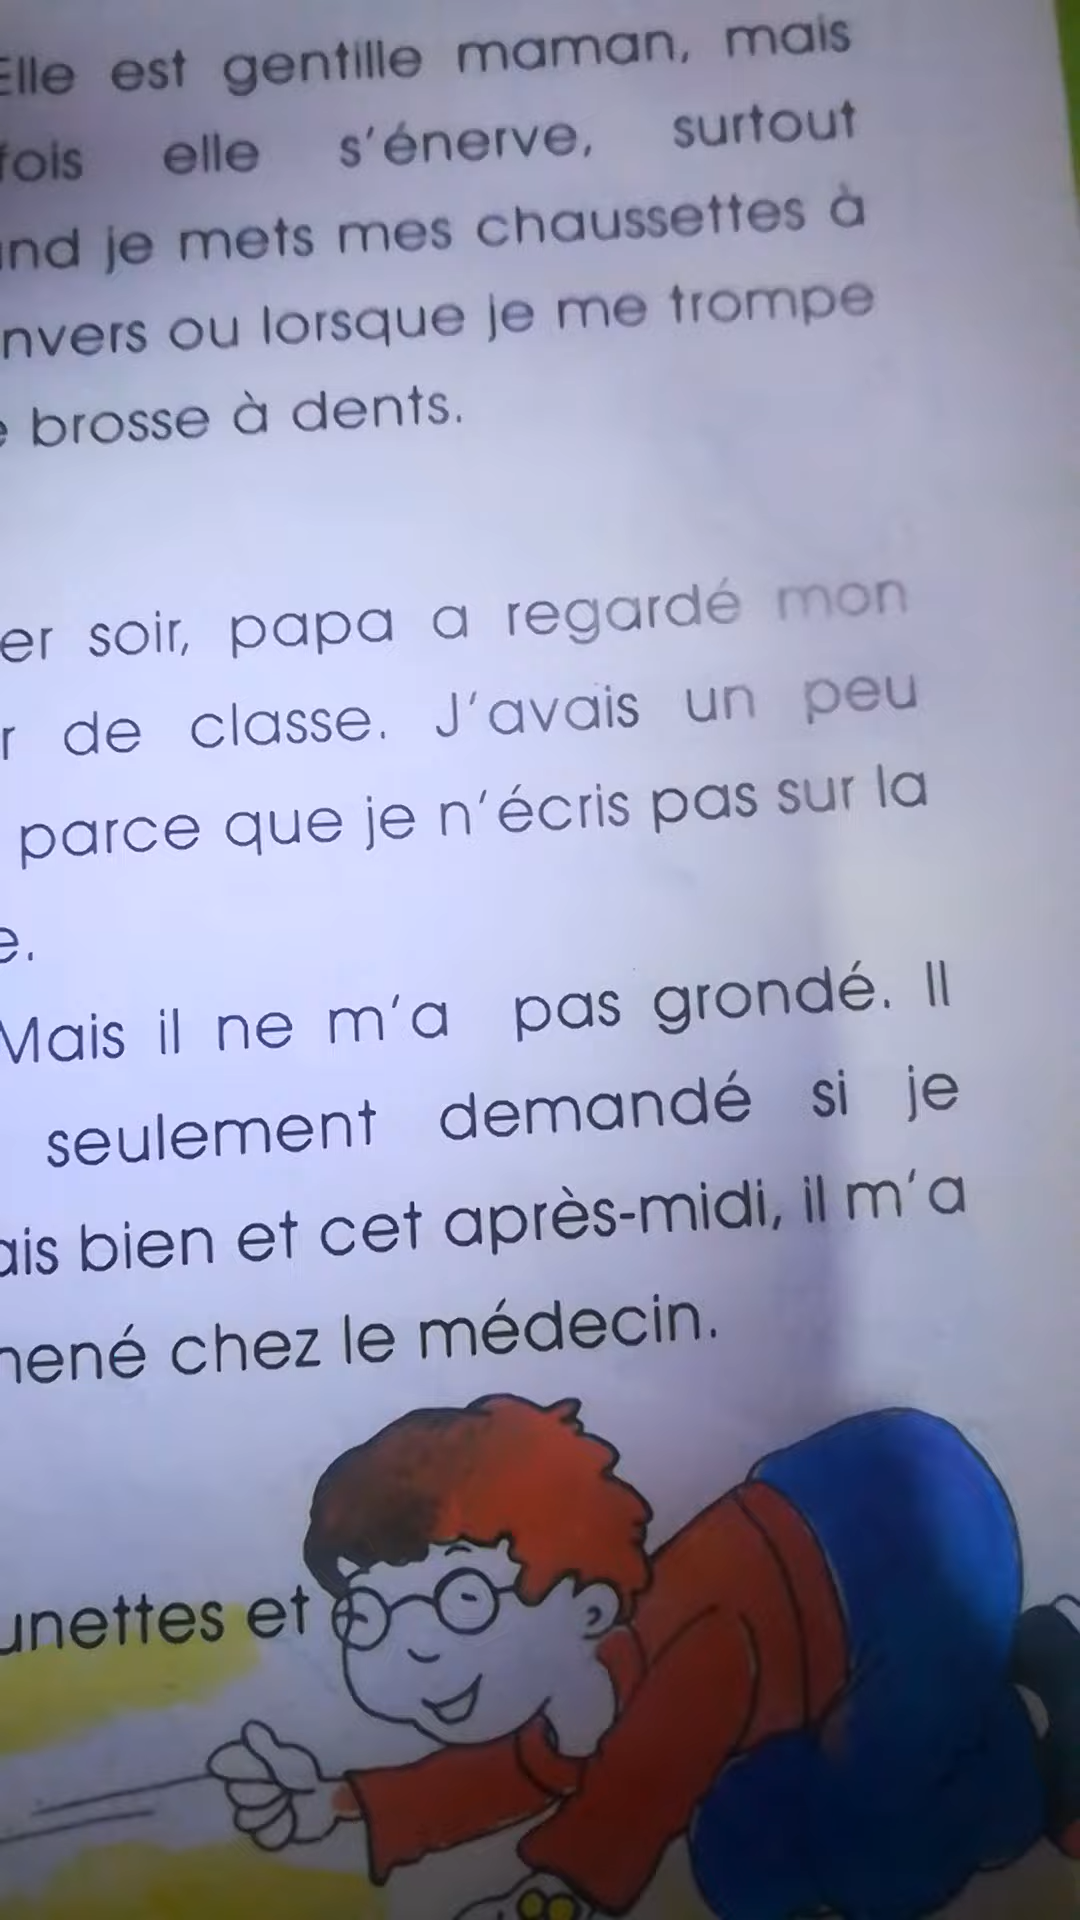 Elle est gentille maman, mais
fois elle s'énerve, surtout
and je mets mes chaussettes à
nvers ou lorsque je me trompe
e brosse à dents.
er soir, papa a regardé mon
r de classe. J'avais un peu
parce que je n'écris pas sur la
e.
Mais il ne m'a pas grondé. Il
seulement demandé si je
ais bien et cet après-midi, il m'a
mené chez le médecin.
unettes et